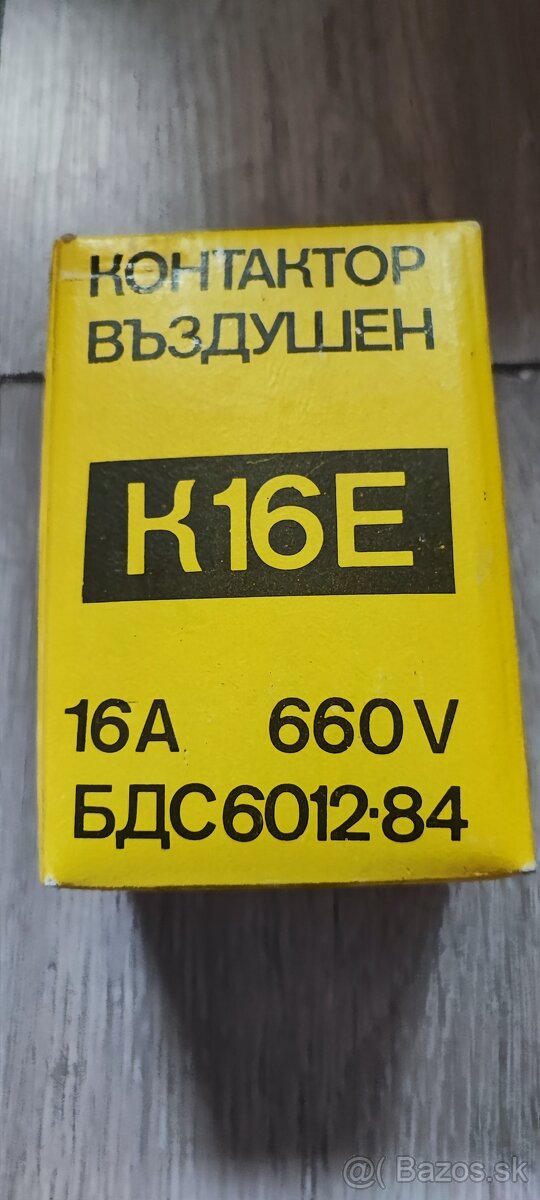 КОНТАКТОР
ВЪЗДУШЕН
К16Е
16А 660V
БДС6012·84
@( Bazos.sk